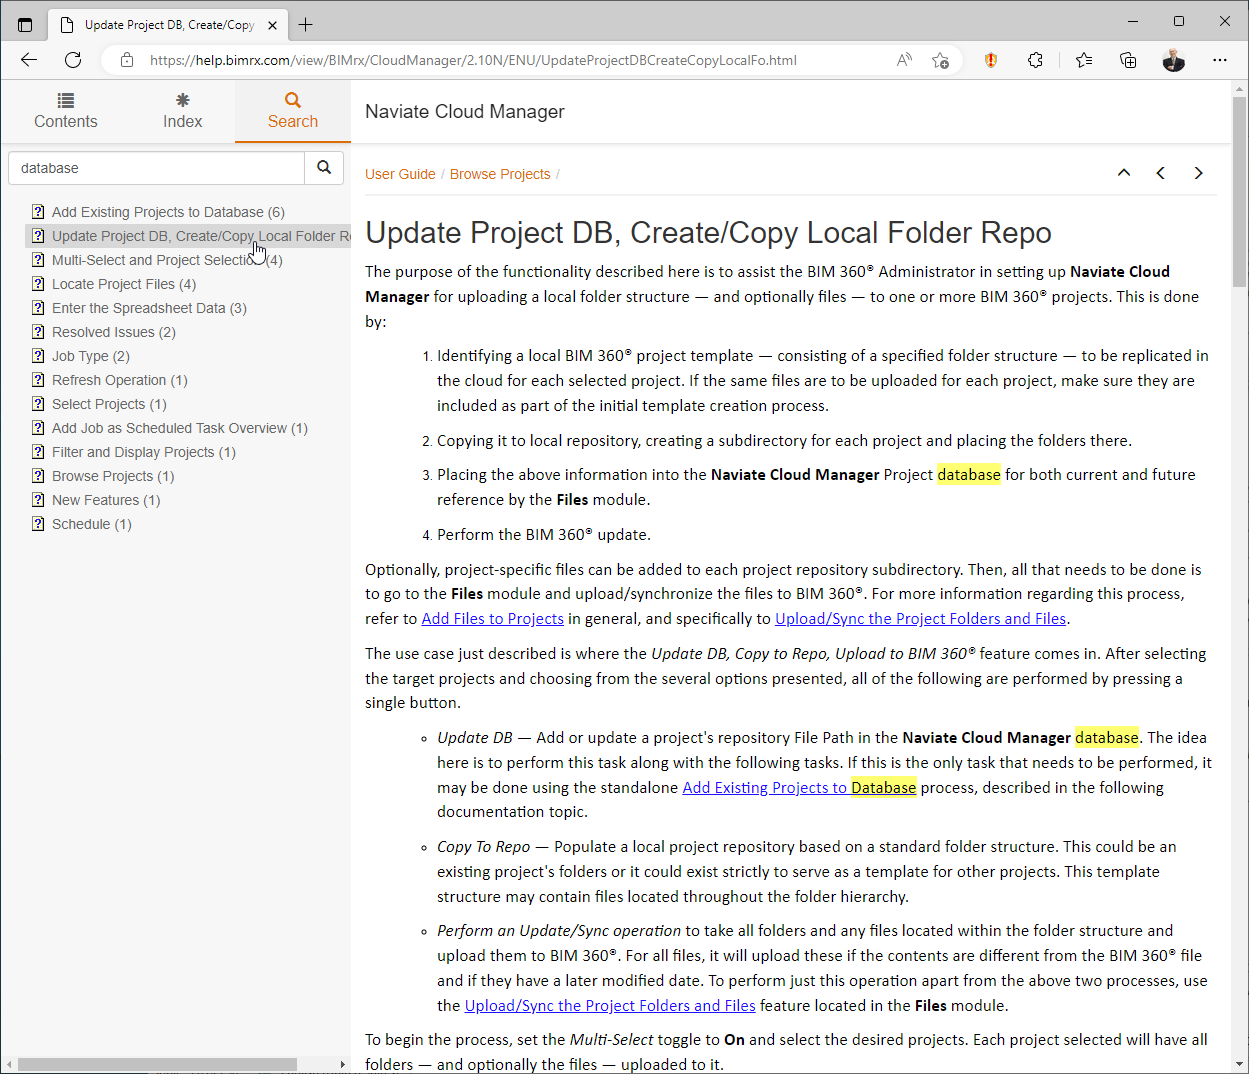 Update Project DB, Create/Copy
https://help.bimrx.com/view/BIMrx/CloudManager/2.10N/ENU/UpdateProjectDBCreateCopyLocalFo.html
Contents
Index
Search
Naviate Cloud Manager
database
User Guide / Browse Projects /
Add Existing Projects to Database (6)
Update Project DB, Create/Copy Local Folder Re
Multi-Select and Project Selection (4)
Locate Project Files (4)
Enter the Spreadsheet Data (3)
Resolved Issues (2)
Job Type (2)
Refresh Operation (1)
Select Projects (1)
Add Job as Scheduled Task Overview (1)
Filter and Display Projects (1)
Browse Projects (1)
New Features (1)
Schedule (1)
Update Project DB, Create/Copy Local Folder Repo
The purpose of the functionality described here is to assist the BIM 360® Administrator in setting up Naviate Cloud
Manager for uploading a local folder structure — and optionally files — to one or more BIM 360® projects. This is done
by:
1. Identifying a local BIM 360® project template — consisting of a specified folder structure — to be replicated in
the cloud for each selected project. If the same files are to be uploaded for each project, make sure they are
included as part of the initial template creation process.
2. Copying it to local repository, creating a subdirectory for each project and placing the folders there.
3. Placing the above information into the Naviate Cloud Manager Project database for both current and future
reference by the Files module.
4. Perform the BIM 360® update.
Optionally, project-specific files can be added to each project repository subdirectory. Then, all that needs to be done is
to go to the Files module and upload/synchronize the files to BIM 360®. For more information regarding this process,
refer to Add Files to Projects in general, and specifically to Upload/Sync the Project Folders and Files.
The use case just described is where the Update DB, Copy to Repo, Upload to BIM 360® feature comes in. After selecting
the target projects and choosing from the several options presented, all of the following are performed by pressing a
single button.
◦ Update DB — Add or update a project's repository File Path in the Naviate Cloud Manager database. The idea
here is to perform this task along with the following tasks. If this is the only task that needs to be performed, it
may be done using the standalone Add Existing Projects to Database process, described in the following
documentation topic.
◦ Copy To Repo — Populate a local project repository based on a standard folder structure. This could be an
existing project's folders or it could exist strictly to serve as a template for other projects. This template
structure may contain files located throughout the folder hierarchy.
◦ Perform an Update/Sync operation to take all folders and any files located within the folder structure and
upload them to BIM 360®. For all files, it will upload these if the contents are different from the BIM 360® file
and if they have a later modified date. To perform just this operation apart from the above two processes, use
the Upload/Sync the Project Folders and Files feature located in the Files module.
To begin the process, set the Multi-Select toggle to On and select the desired projects. Each project selected will have all
folders — and optionally the files — uploaded to it.